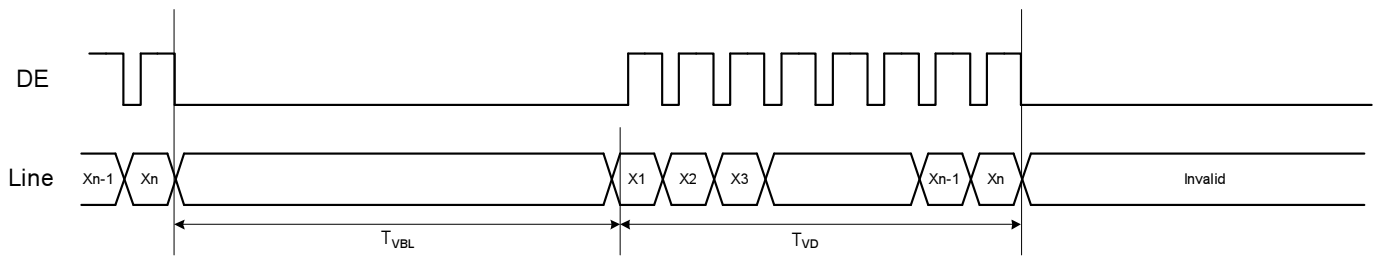 DE
Line
Xn-1
Xn
X1
X2
X3
Xn-1
Xn
Invalid
TVBL
TVD